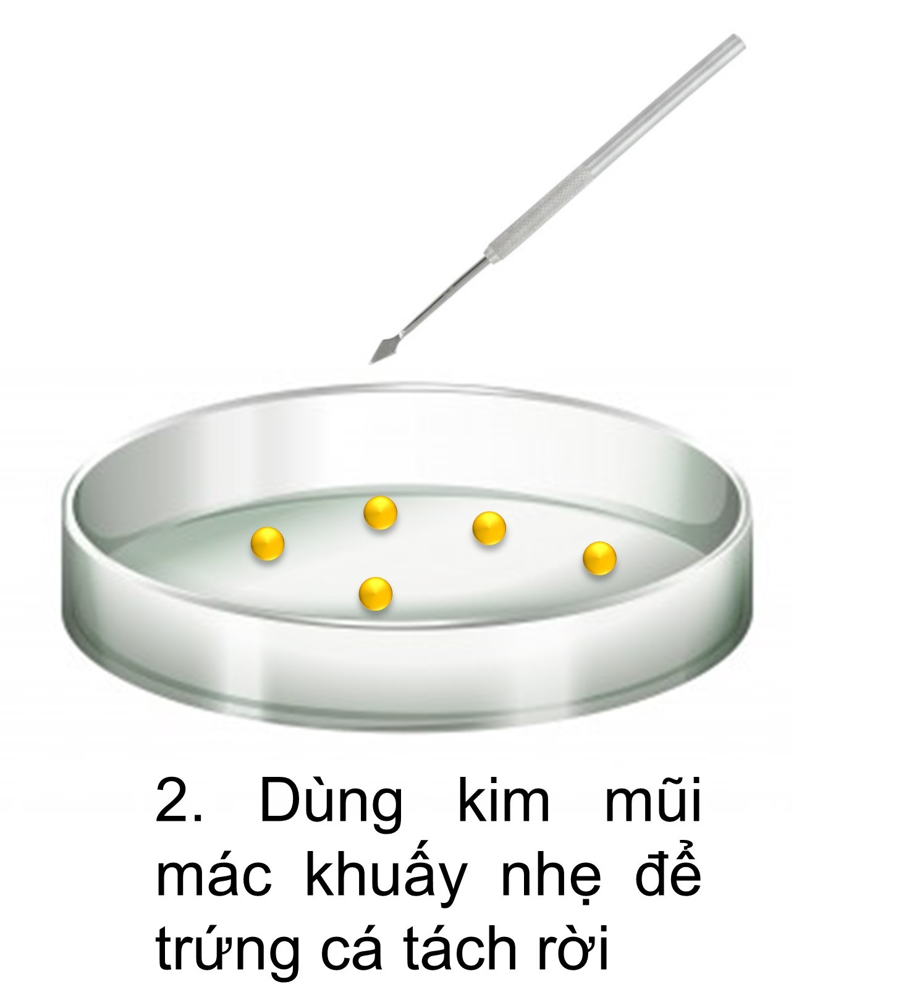 2. Dùng kim mũi
mác khuấy nhẹ để
trứng cá tách rời